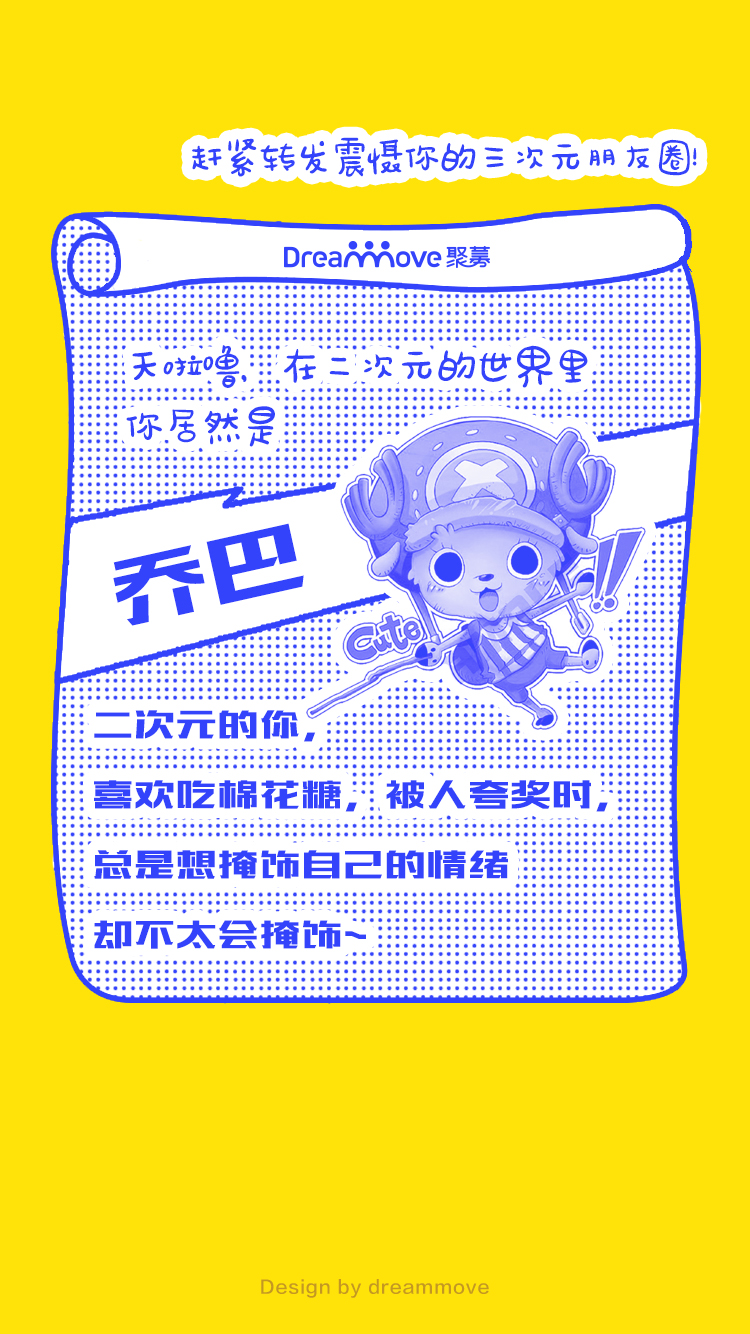 赶紧转发震慑你的三次元朋友圈!
Dreammove聚募
天啦噜，在二次元的世界里
你居然是
乔巴
Cute
!!
二次元的你，
喜欢吃棉花糖，被人夸奖时，
总是想掩饰自己的情绪
却不太会掩饰~
Design by dreammove